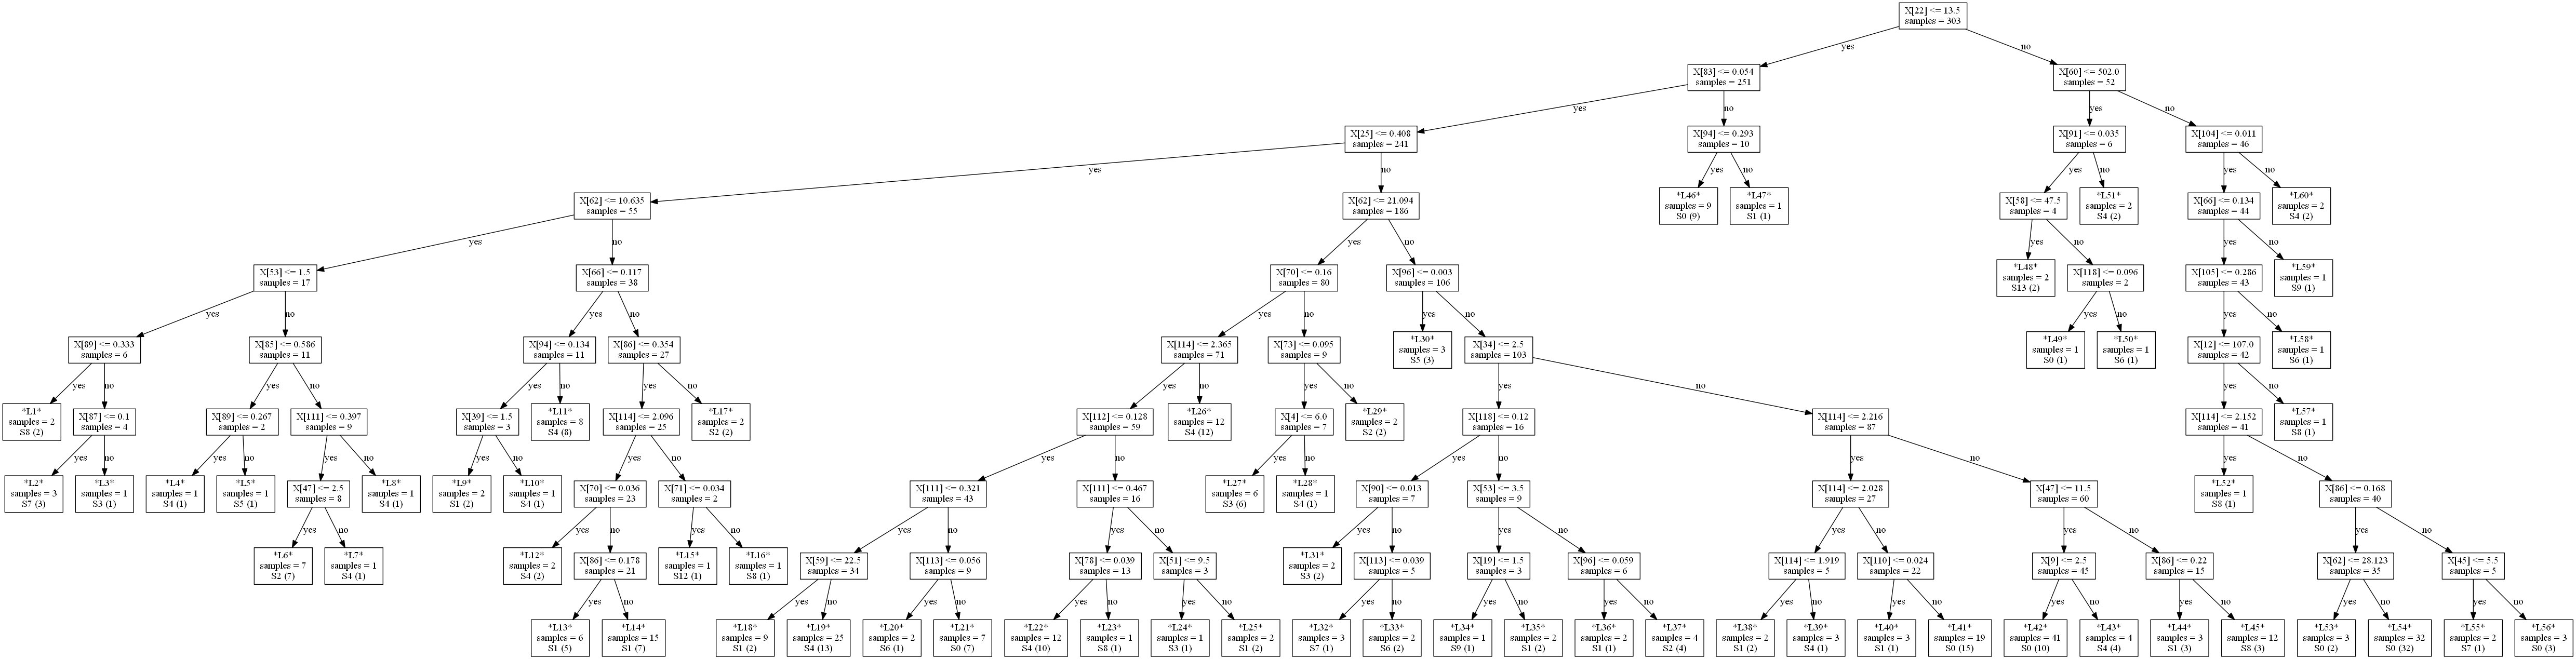 X[22] <= 13.5
samples = 303
yes
no
X[83] <= 0.054
samples = 251
X[60] <= 502.0
samples = 52
yes
no
yes
no
X[25] <= 0.408
samples = 241
X[94] <= 0.293
samples = 10
X[91] <= 0.035
samples = 6
X[104] <= 0.011
samples = 46
yes
no
yes
no
yes
no
yes
no
X[62] <= 10.635
samples = 55
X[62] <= 21.094
samples = 186
*L46*
samples = 9
S0 (9)
*L47*
samples = 1
S1 (1)
X[58] <= 47.5
samples = 4
*L51*
samples = 2
S4 (2)
X[66] <= 0.134
samples = 44
*L60*
samples = 2
S4 (2)
yes
no
yes
no
yes
no
yes
no
X[53] <= 1.5
samples = 17
X[66] <= 0.117
samples = 38
X[70] <= 0.16
samples = 80
X[96] <= 0.003
samples = 106
*L48*
samples = 2
S13 (2)
X[118] <= 0.096
samples = 2
X[105] <= 0.286
samples = 43
*L59*
samples = 1
S9 (1)
yes
no
yes
no
yes
no
yes
no
yes
no
yes
no
X[89] <= 0.333
samples = 6
X[85] <= 0.586
samples = 11
X[94] <= 0.134
samples = 11
X[86] <= 0.354
samples = 27
X[114] <= 2.365
samples = 71
X[73] <= 0.095
samples = 9
*L30*
samples = 3
S5 (3)
X[34] <= 2.5
samples = 103
*L49*
samples = 1
S0 (1)
*L50*
samples = 1
S6 (1)
X[12] <= 107.0
samples = 42
*L58*
samples = 1
S6 (1)
yes
no
yes
no
yes
no
yes
no
yes
no
yes
no
yes
no
yes
no
*L1*
samples = 2
S8 (2)
X[87] <= 0.1
samples = 4
X[89] <= 0.267
samples = 2
X[111] <= 0.397
samples = 9
X[39] <= 1.5
samples = 3
*L11*
samples = 8
S4 (8)
X[114] <= 2.096
samples = 25
*L17*
samples = 2
S2 (2)
X[112] <= 0.128
samples = 59
*L26*
samples = 12
S4 (12)
X[4] <= 6.0
samples = 7
*L29*
samples = 2
S2 (2)
X[118] <= 0.12
samples = 16
X[114] <= 2.216
samples = 87
X[114] <= 2.152
samples = 41
*L57*
samples = 1
S8 (1)
yes
no
yes
no
yes
no
yes
no
yes
no
yes
no
yes
no
yes
no
yes
no
yes
no
*L2*
samples = 3
S7 (3)
*L3*
samples = 1
S3 (1)
*L4*
samples = 1
S4 (1)
*L5*
samples = 1
S5 (1)
X[47] <= 2.5
samples = 8
*L8*
samples = 1
S4 (1)
*L9*
samples = 2
S1 (2)
*L10*
samples = 1
S4 (1)
X[70] <= 0.036
samples = 23
X[71] <= 0.034
samples = 2
X[111] <= 0.321
samples = 43
X[111] <= 0.467
samples = 16
*L27*
samples = 6
S3 (6)
*L28*
samples = 1
S4 (1)
X[90] <= 0.013
samples = 7
X[53] <= 3.5
samples = 9
X[114] <= 2.028
samples = 27
X[47] <= 11.5
samples = 60
*L52*
samples = 1
S8 (1)
X[86] <= 0.168
samples = 40
yes
no
yes
no
yes
no
yes
no
yes
no
yes
no
yes
no
yes
no
yes
no
yes
no
*L6*
samples = 7
S2 (7)
*L7*
samples = 1
S4 (1)
*L12*
samples = 2
S4 (2)
X[86] <= 0.178
samples = 21
*L15*
samples = 1
S12 (1)
*L16*
samples = 1
S8 (1)
X[59] <= 22.5
samples = 34
X[113] <= 0.056
samples = 9
X[78] <= 0.039
samples = 13
X[51] <= 9.5
samples = 3
*L31*
samples = 2
S3 (2)
X[113] <= 0.039
samples = 5
X[19] <= 1.5
samples = 3
X[96] <= 0.059
samples = 6
X[114] <= 1.919
samples = 5
X[110] <= 0.024
samples = 22
X[9] <= 2.5
samples = 45
X[86] <= 0.22
samples = 15
X[62] <= 28.123
samples = 35
X[45] <= 5.5
samples = 5
yes
no
yes
no
yes
no
yes
no
yes
no
yes
no
yes
no
yes
no
yes
no
yes
no
yes
no
yes
no
yes
no
yes
no
*L13*
samples = 6
S1 (5)
*L14*
samples = 15
S1 (7)
*L18*
samples = 9
S1 (2)
*L19*
samples = 25
S4 (13)
*L20*
samples = 2
S6 (1)
*L21*
samples = 7
S0 (7)
*L22*
samples = 12
S4 (10)
*L23*
samples = 1
S8 (1)
*L24*
samples = 1
S3 (1)
*L25*
samples = 2
S1 (2)
*L32*
samples = 3
S7 (1)
*L33*
samples = 2
S6 (2)
*L34*
samples = 1
S9 (1)
*L35*
samples = 2
S1 (2)
*L36*
samples = 2
S1 (1)
*L37*
samples = 4
S2 (4)
*L38*
samples = 2
S1 (2)
*L39*
samples = 3
S4 (1)
*L40*
samples = 3
S1 (1)
*L41*
samples = 19
S0 (15)
*L42*
samples = 41
S0 (10)
*L43*
samples = 4
S4 (4)
*L44*
samples = 3
S1 (3)
*L45*
samples = 12
S8 (3)
*L53*
samples = 3
S0 (2)
*L54*
samples = 32
S0 (32)
*L55*
samples = 2
S7 (1)
*L56*
samples = 3
S0 (3)